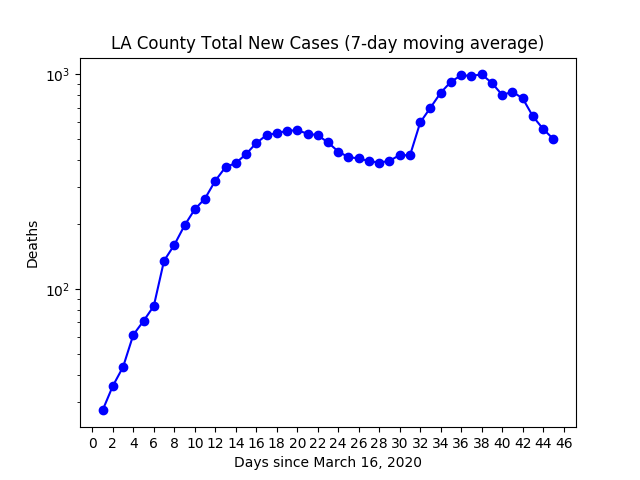 LA County Total New Cases (7-day moving average)
10³
10²
Deaths
0 2 4 6 8 10 12 14 16 18 20 22 24 26 28 30 32 34 36 38 40 42 44 46
Days since March 16, 2020